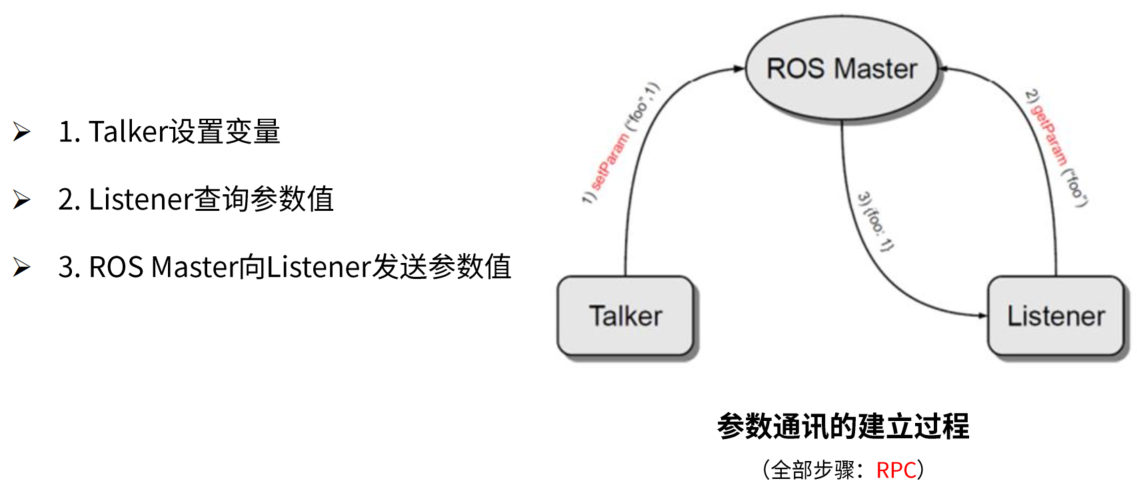 ➢ 1. Talker设置变量
➢ 2. Listener查询参数值
➢ 3. ROS Master向Listener发送参数值
ROS Master
1) setParam ("foo",1)
2) getParam ("foo")
3) {foo: 1}
Talker
Listener
参数通讯的建立过程
（全部步骤：RPC）